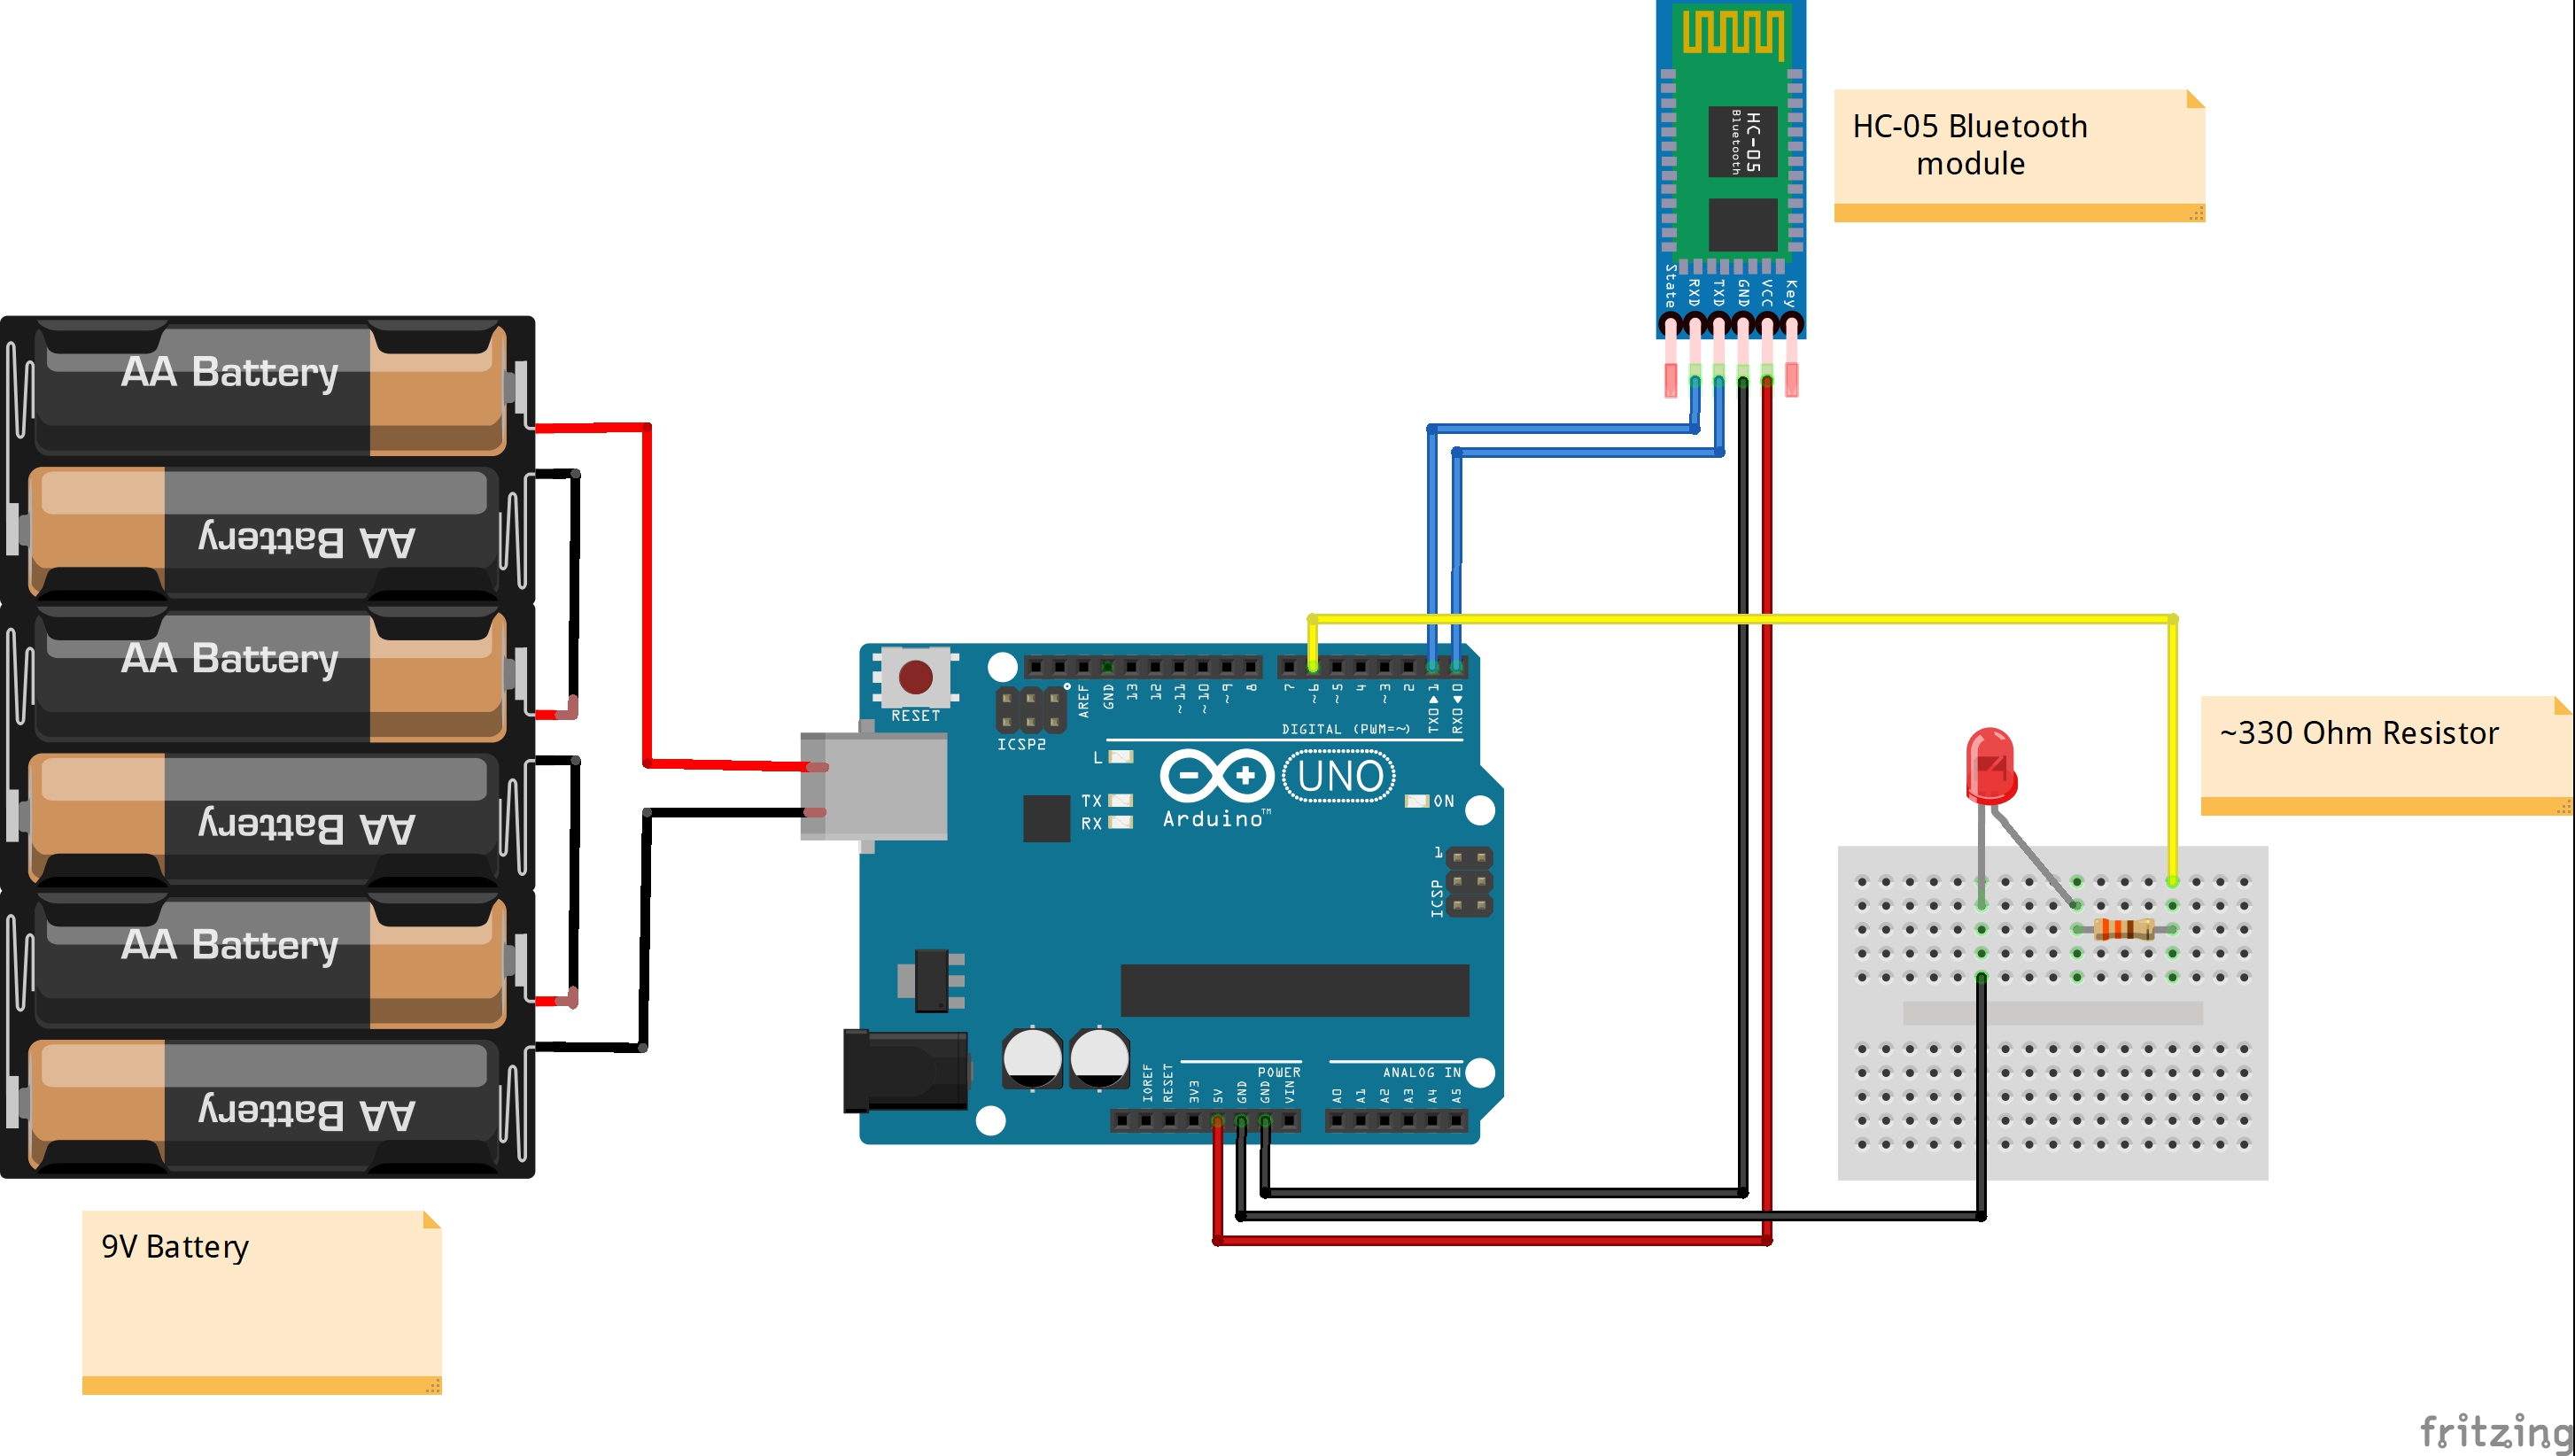 HC-05
Bluetooth
State
RXD
TXD
GND
VCC
Key
HC-05 Bluetooth
module
AA Battery
AA Battery
AA Battery
AA Battery
AA Battery
AA Battery
9V Battery
RESET
ICSP2
AREF
GND
13
12
~11
~10
~9
8
7
~6
~5
4
~3
2
TX0▶1
RX0◀0
DIGITAL (PWM=~)
L
TX
RX
UNO
Arduino™
ON
1
ICSP
IOREF
RESET
3V3
5V
GND
GND
VIN
POWER
ANALOG IN
A0
A1
A2
A3
A4
A5
~330 Ohm Resistor
fritzing